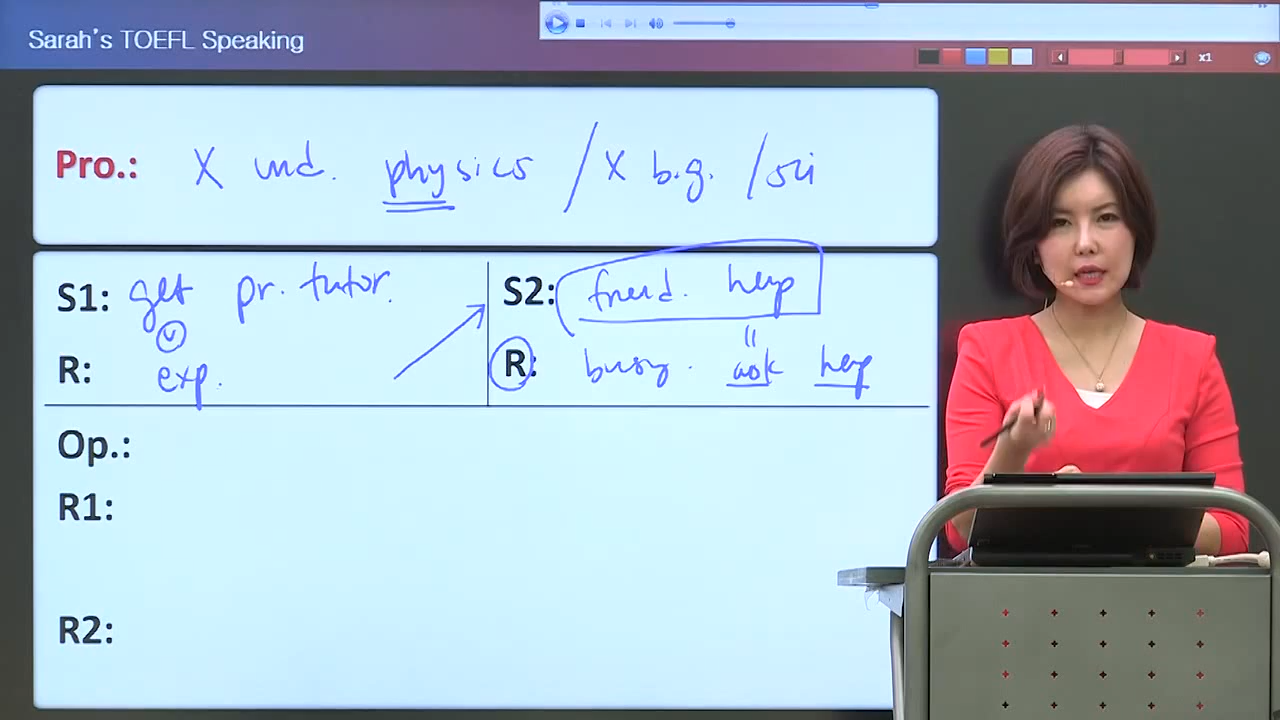 Sarah's TOEFL Speaking
x1
Pro.: X und. physics / X b.g. / sci
S1: get pr. tutor.
R: exp.
S2: friend. help
R: busy. ask help
Op.:
R1:
R2: